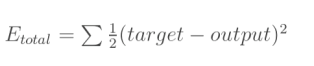 E_{total} = \sum \frac{1}{2}(target - output)^2